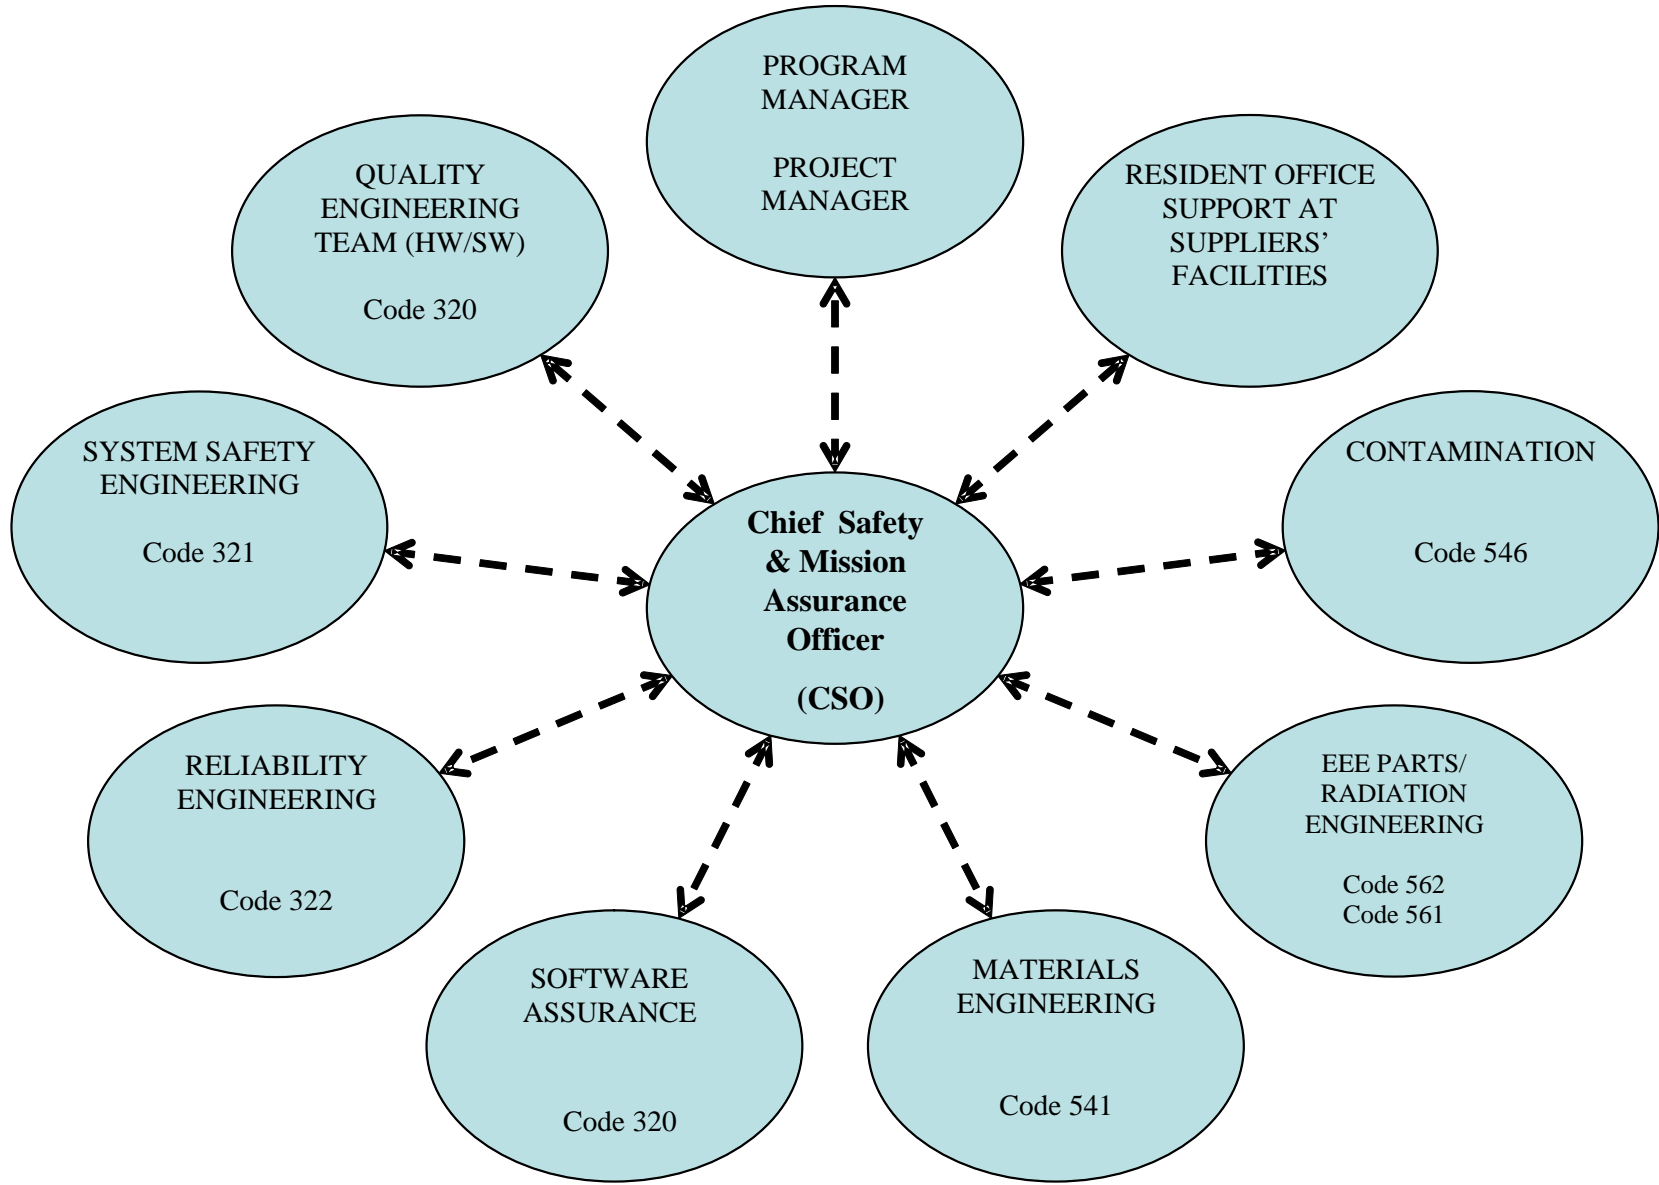 PROGRAM
MANAGER
PROJECT
MANAGER
QUALITY
ENGINEERING
TEAM (HW/SW)
Code 320
RESIDENT OFFICE
SUPPORT AT
SUPPLIERS’
FACILITIES
SYSTEM SAFETY
ENGINEERING
Code 321
CONTAMINATION
Code 546
Chief Safety
& Mission
Assurance
Officer
(CSO)
RELIABILITY
ENGINEERING
Code 322
EEE PARTS/
RADIATION
ENGINEERING
Code 562
Code 561
SOFTWARE
ASSURANCE
Code 320
MATERIALS
ENGINEERING
Code 541